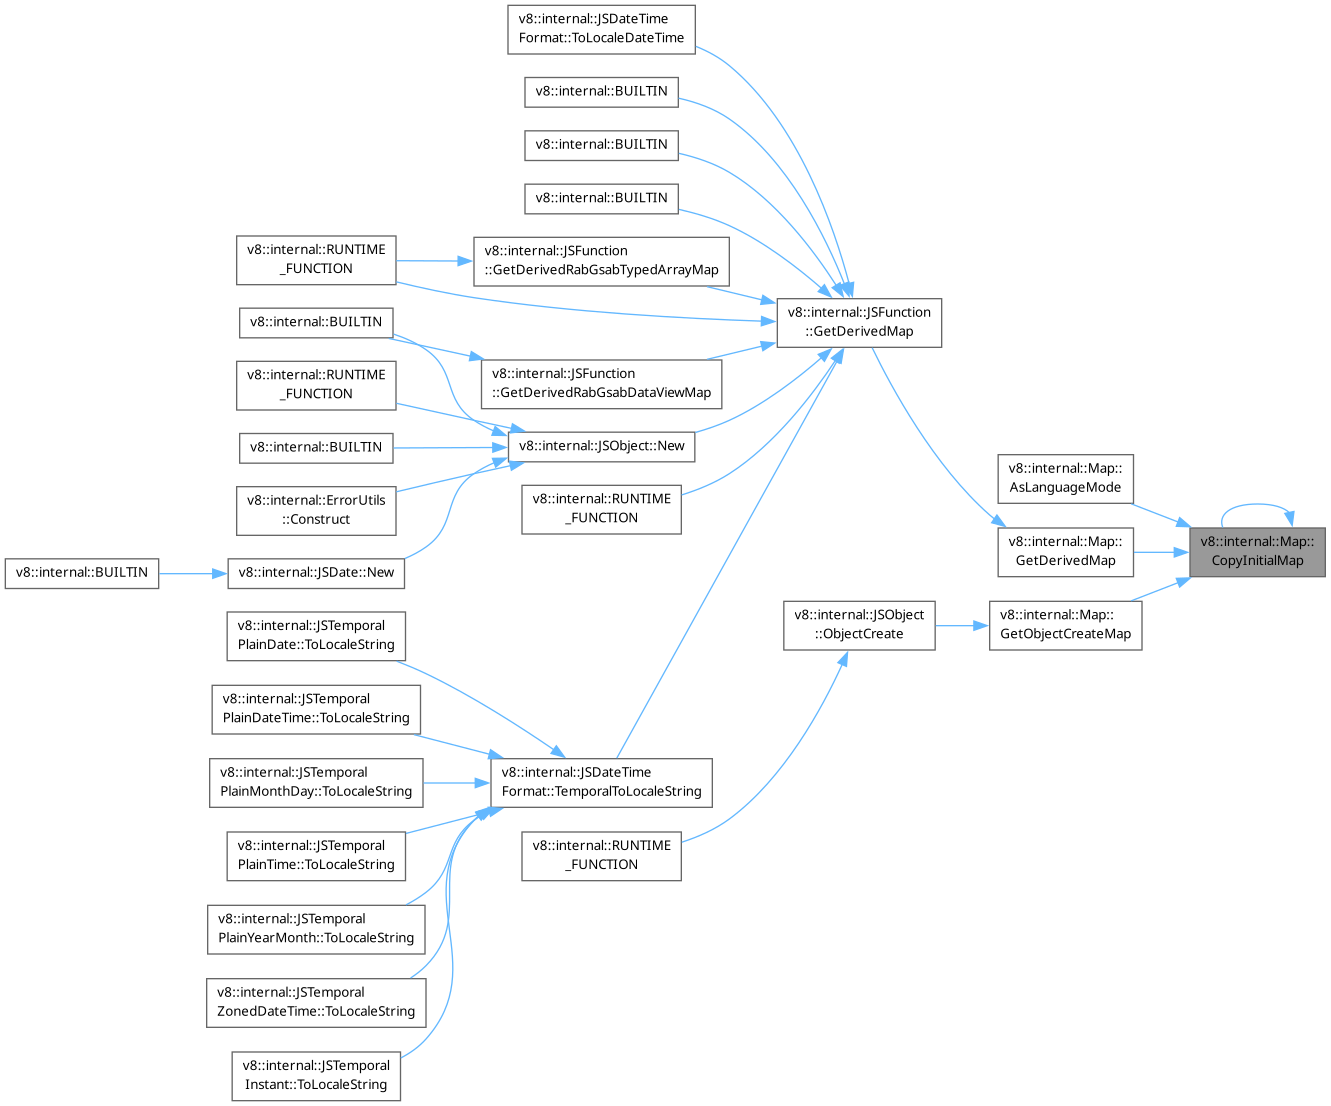 v8::internal::JSDateTime
Format::ToLocaleDateTime
v8::internal::BUILTIN
v8::internal::BUILTIN
v8::internal::BUILTIN
v8::internal::RUNTIME
_FUNCTION
v8::internal::JSFunction
::GetDerivedRabGsabTypedArrayMap
v8::internal::JSFunction
::GetDerivedMap
v8::internal::BUILTIN
v8::internal::RUNTIME
_FUNCTION
v8::internal::JSFunction
::GetDerivedRabGsabDataViewMap
v8::internal::BUILTIN
v8::internal::JSObject::New
v8::internal::ErrorUtils
::Construct
v8::internal::RUNTIME
_FUNCTION
v8::internal::Map::
AsLanguageMode
v8::internal::Map::
GetDerivedMap
v8::internal::Map::
CopyInitialMap
v8::internal::BUILTIN
v8::internal::JSDate::New
v8::internal::JSTemporal
PlainDate::ToLocaleString
v8::internal::JSObject
::ObjectCreate
v8::internal::Map::
GetObjectCreateMap
v8::internal::JSTemporal
PlainDateTime::ToLocaleString
v8::internal::JSTemporal
PlainMonthDay::ToLocaleString
v8::internal::JSDateTime
Format::TemporalToLocaleString
v8::internal::JSTemporal
PlainTime::ToLocaleString
v8::internal::RUNTIME
_FUNCTION
v8::internal::JSTemporal
PlainYearMonth::ToLocaleString
v8::internal::JSTemporal
ZonedDateTime::ToLocaleString
v8::internal::JSTemporal
Instant::ToLocaleString